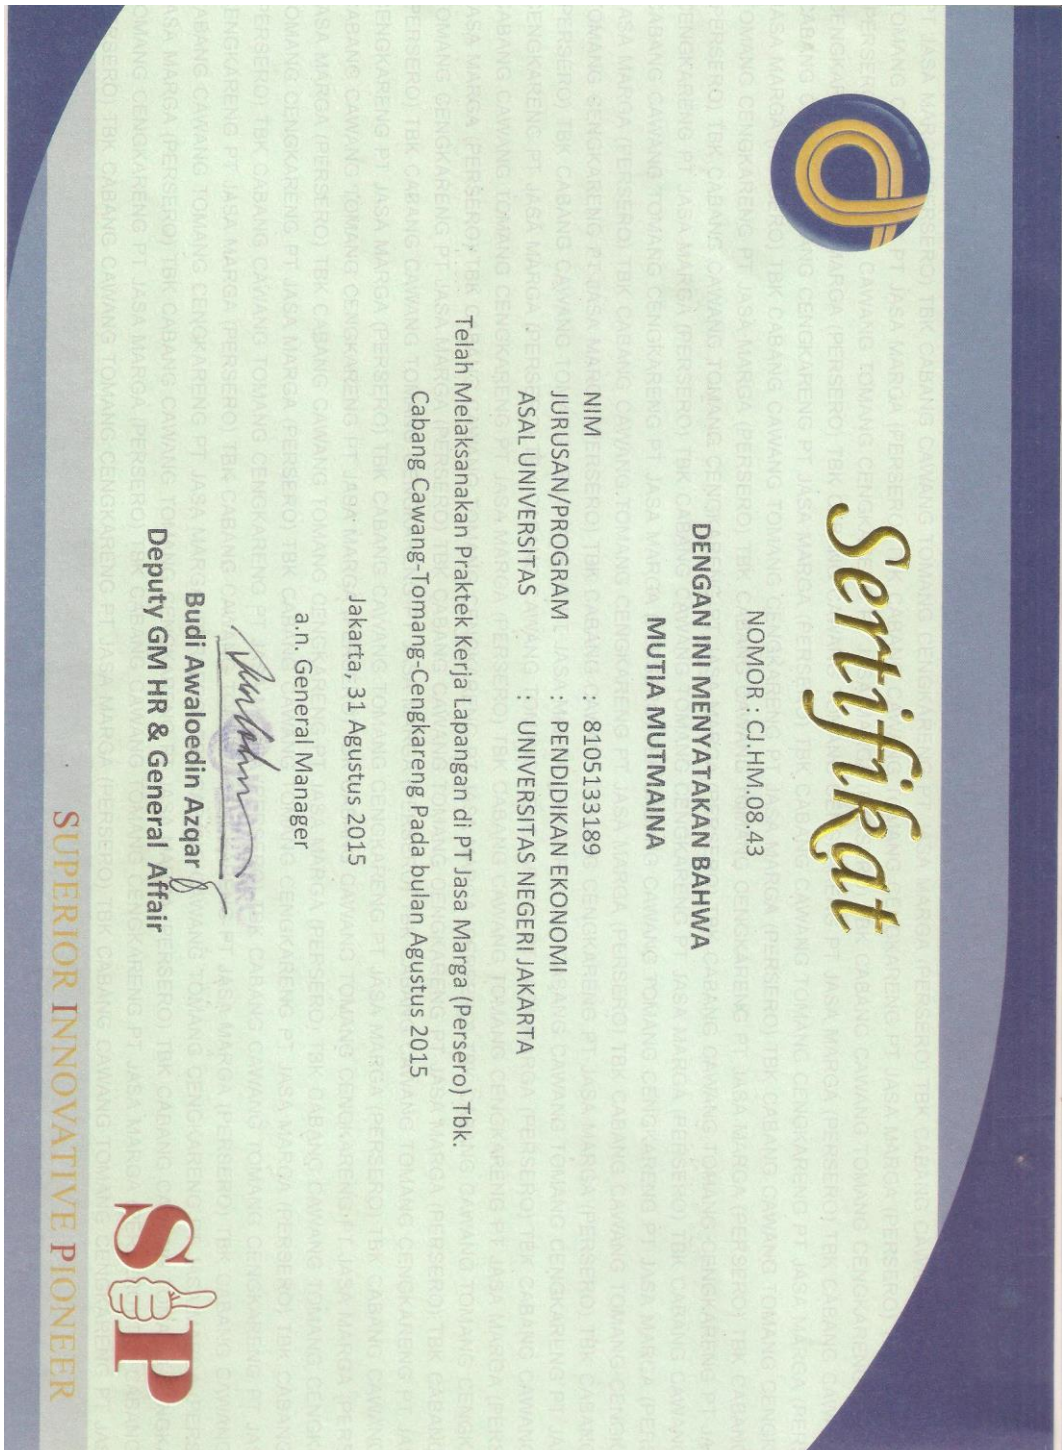 Sertifikat
NOMOR : CJ.HM.08.43
DENGAN INI MENYATAKAN BAHWA
MUTIA MUTMAINA
NIM : 8105133189
JURUSAN/PROGRAM : PENDIDIKAN EKONOMI
ASAL UNIVERSITAS : UNIVERSITAS NEGERI JAKARTA
Telah Melaksanakan Praktek Kerja Lapangan di PT Jasa Marga (Persero) Tbk.
Cabang Cawang-Tomang-Cengkareng Pada bulan Agustus 2015
Jakarta, 31 Agustus 2015
a.n. General Manager
Budi Awaloedin Azqar
Deputy GM HR & General Affair
SIP
SUPERIOR INNOVATIVE PIONEER